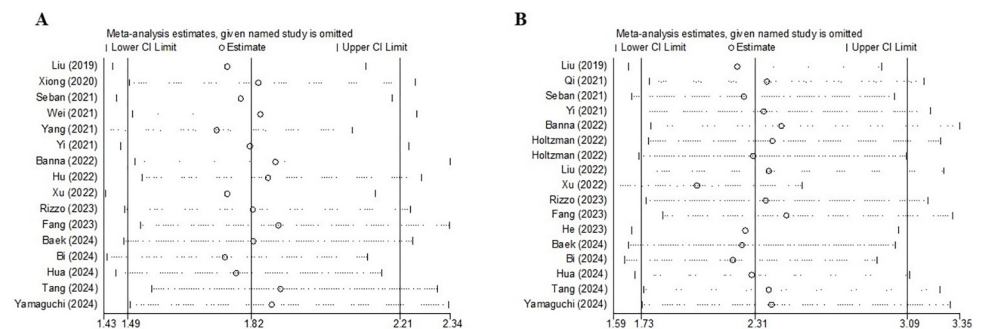 A
Meta-analysis estimates, given named study is omitted
Lower CI Limit Estimate Upper CI Limit
Liu (2019)
Xiong (2020)
Seban (2021)
Wei (2021)
Yang (2021)
Yi (2021)
Banna (2022)
Hu (2022)
Xu (2022)
Rizzo (2023)
Fang (2023)
Baek (2024)
Bi (2024)
Hua (2024)
Tang (2024)
Yamaguchi (2024)
1.43 1.49 1.82 2.21 2.34
B
Meta-analysis estimates, given named study is omitted
Lower CI Limit Estimate Upper CI Limit
Liu (2019)
Qi (2021)
Seban (2021)
Yi (2021)
Banna (2022)
Holtzman (2022)
Holtzman (2022)
Liu (2022)
Xu (2022)
Rizzo (2023)
Fang (2023)
He (2023)
Baek (2024)
Bi (2024)
Hua (2024)
Tang (2024)
Yamaguchi (2024)
1.59 1.73 2.31 3.09 3.35